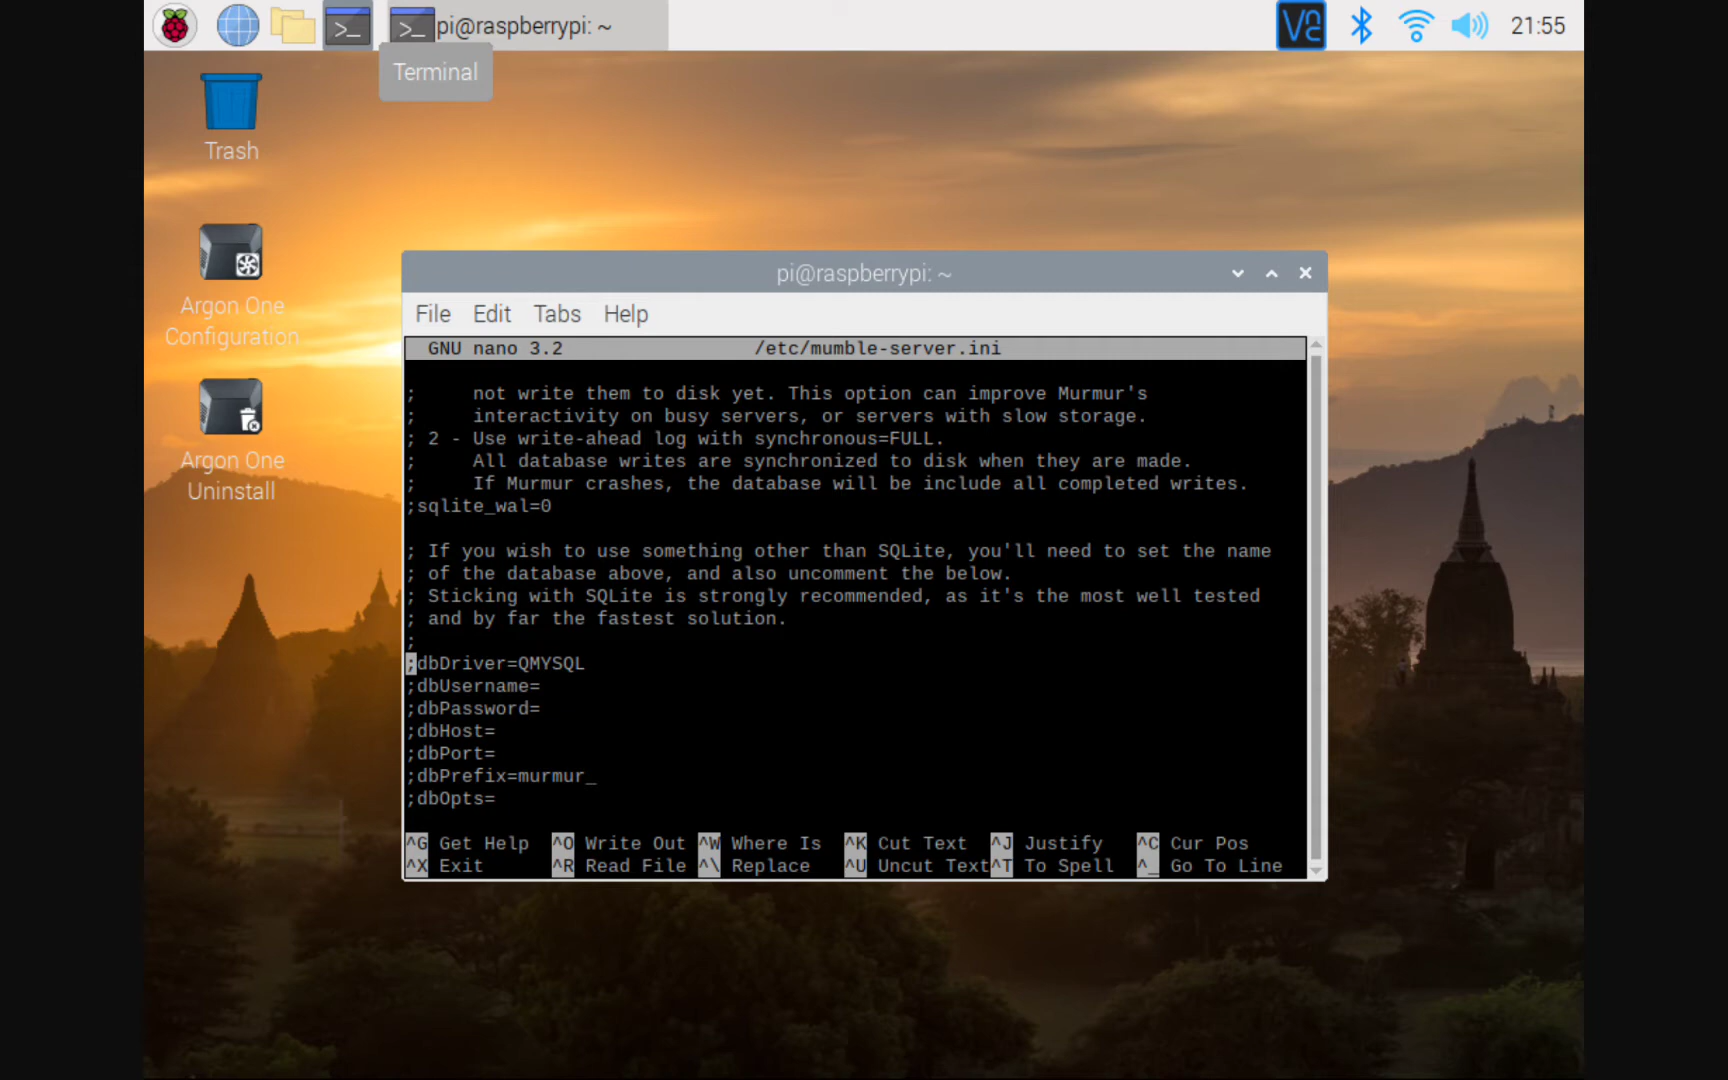 pi@raspberrypi: ~
21:55
Terminal
Trash
Argon One
Configuration
Argon One
Uninstall
pi@raspberrypi: ~
File Edit Tabs Help
GNU nano 3.2 /etc/mumble-server.ini
; not write them to disk yet. This option can improve Murmur's
; interactivity on busy servers, or servers with slow storage.
; 2 - Use write-ahead log with synchronous=FULL.
; All database writes are synchronized to disk when they are made.
; If Murmur crashes, the database will be include all completed writes.
;sqlite_wal=0
; If you wish to use something other than SQLite, you'll need to set the name
; of the database above, and also uncomment the below.
; Sticking with SQLite is strongly recommended, as it's the most well tested
; and by far the fastest solution.
;
;dbDriver=QMYSQL
;dbUsername=
;dbPassword=
;dbHost=
;dbPort=
;dbPrefix=murmur_
;dbOpts=
^G Get Help ^O Write Out ^W Where Is ^K Cut Text ^J Justify ^C Cur Pos
^X Exit ^R Read File ^\ Replace ^U Uncut Text ^T To Spell ^_ Go To Line